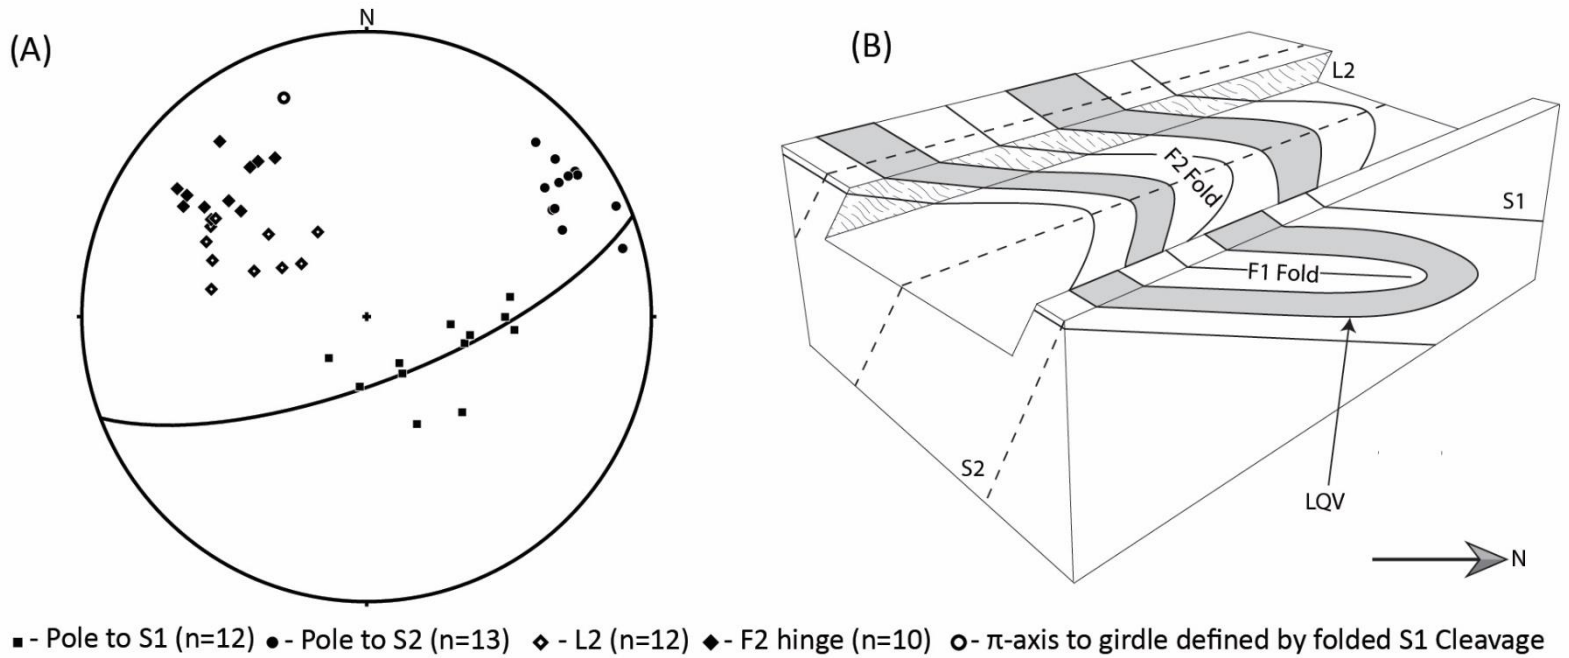 (A)
N
(B)
L2
F2 Fold
S1
F1 Fold
S2
LQV
N
- Pole to S1 (n=12) - Pole to S2 (n=13) - L2 (n=12) - F2 hinge (n=10) - π-axis to girdle defined by folded S1 Cleavage